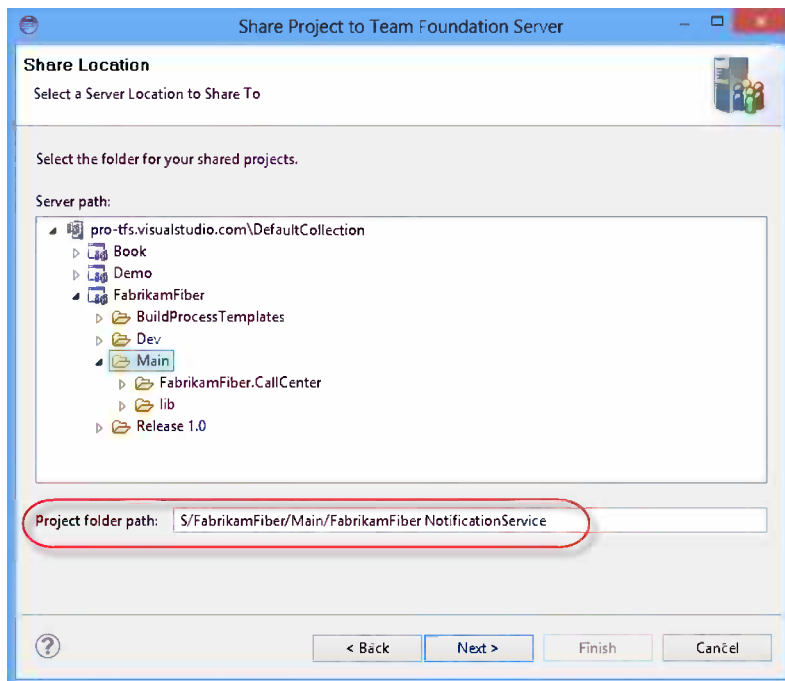 Share Project to Team Foundation Server
Share Location
Select a Server Location to Share To
Select the folder for your shared projects.
Server path:
pro-tfs.visualstudio.com\DefaultCollection
Book
Demo
FabrikamFiber
BuildProcessTemplates
Dev
Main
FabrikamFiber.CallCenter
lib
Release 1.0
Project folder path: S/FabrikamFiber/Main/FabrikamFiber NotificationService
< Back Next > Finish Cancel